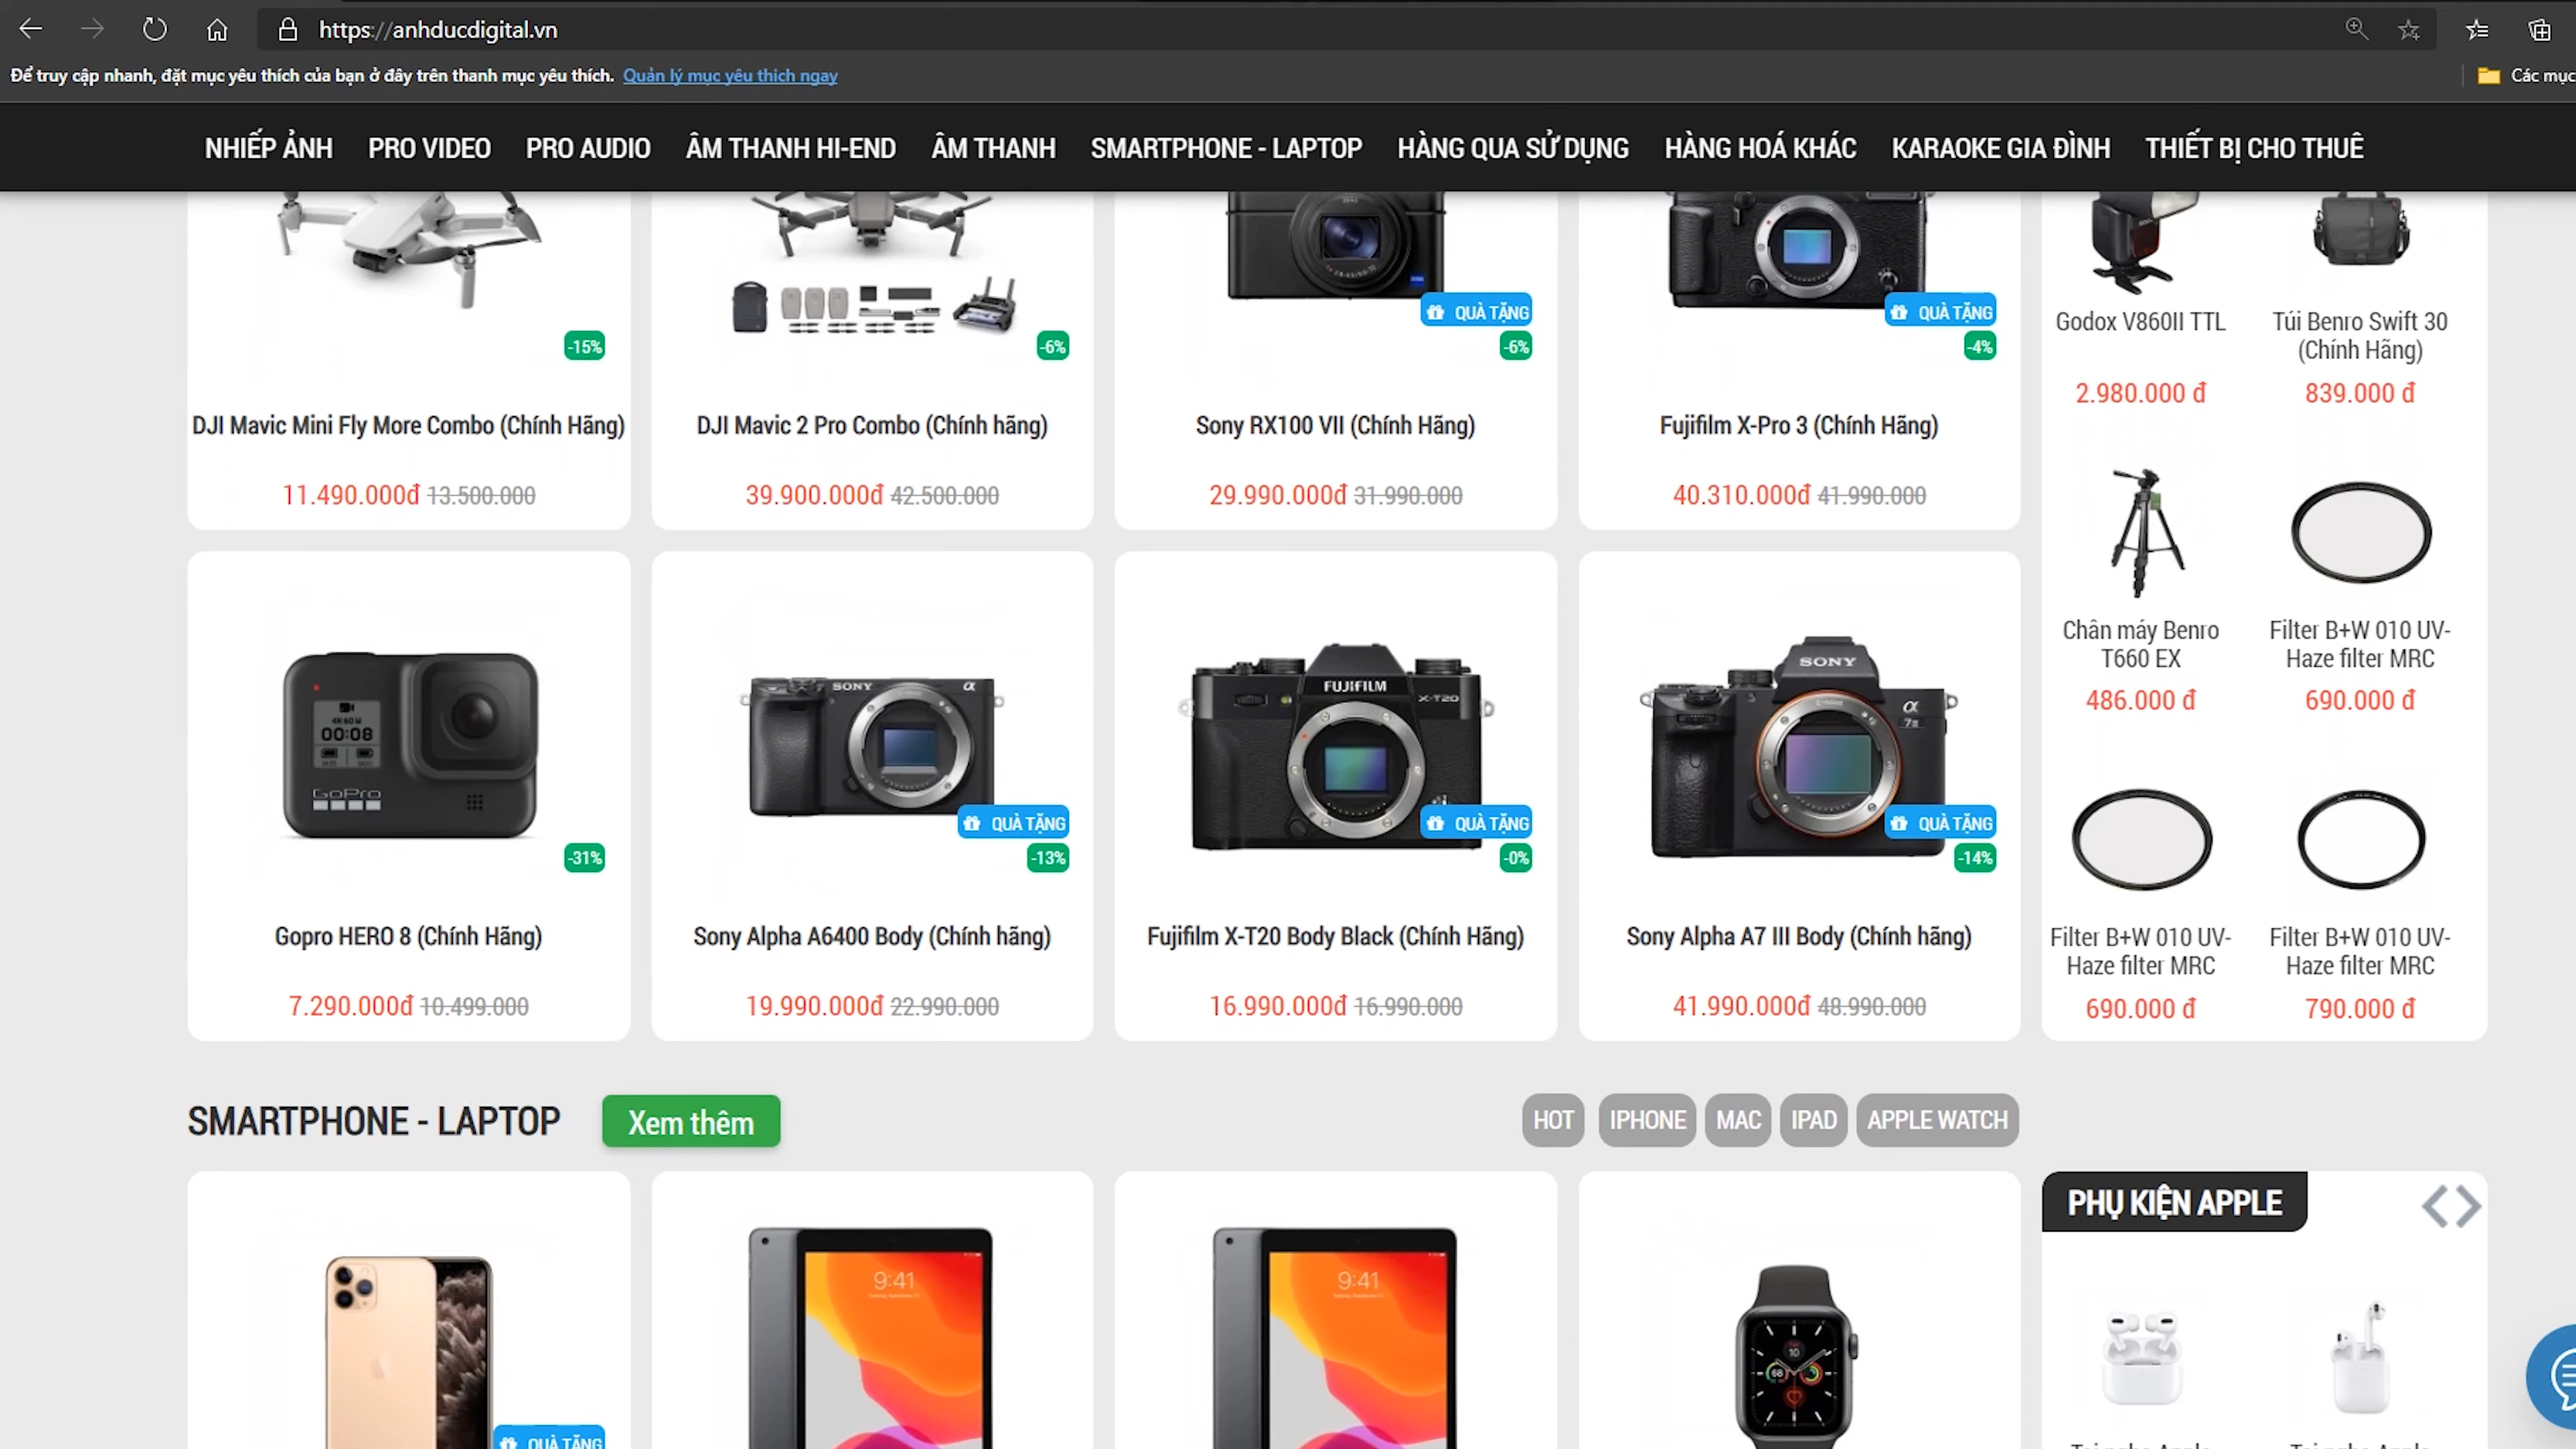 https://anhducdigital.vn
Để truy cập nhanh, đặt mục yêu thích của bạn ở đây trên thanh mục yêu thích. Quản lý mục yêu thích ngay
Các mục
NHIẾP ẢNH PRO VIDEO PRO AUDIO ÂM THANH HI-END ÂM THANH SMARTPHONE - LAPTOP HÀNG QUA SỬ DỤNG HÀNG HOÁ KHÁC KARAOKE GIA ĐÌNH THIẾT BỊ CHO THUÊ
-15%
DJI Mavic Mini Fly More Combo (Chính Hãng)
11.490.000đ 13.500.000
-6%
DJI Mavic 2 Pro Combo (Chính hãng)
39.900.000đ 42.500.000
QUÀ TẶNG
-6%
Sony RX100 VII (Chính Hãng)
29.990.000đ 31.990.000
QUÀ TẶNG
-4%
Fujifilm X-Pro 3 (Chính Hãng)
40.310.000đ 41.990.000
Godox V860II TTL
2.980.000 đ
Túi Benro Swift 30
(Chính Hãng)
839.000 đ
Chân máy Benro
T660 EX
486.000 đ
Filter B+W 010 UV-
Haze filter MRC
690.000 đ
00:08
GoPro
-31%
Gopro HERO 8 (Chính Hãng)
7.290.000đ 10.499.000
SONY α
QUÀ TẶNG
-13%
Sony Alpha A6400 Body (Chính hãng)
19.990.000đ 22.990.000
FUJIFILM
X-T20
QUÀ TẶNG
-0%
Fujifilm X-T20 Body Black (Chính Hãng)
16.990.000đ 16.990.000
SONY
α
QUÀ TẶNG
-14%
Sony Alpha A7 III Body (Chính hãng)
41.990.000đ 48.990.000
Filter B+W 010 UV-
Haze filter MRC
690.000 đ
Filter B+W 010 UV-
Haze filter MRC
790.000 đ
SMARTPHONE - LAPTOP Xem thêm
HOT IPHONE MAC IPAD APPLE WATCH
QUÀ TẶNG
9:41
9:41
10
68
PHỤ KIỆN APPLE
Tai nghe Apple
Tai nghe Apple